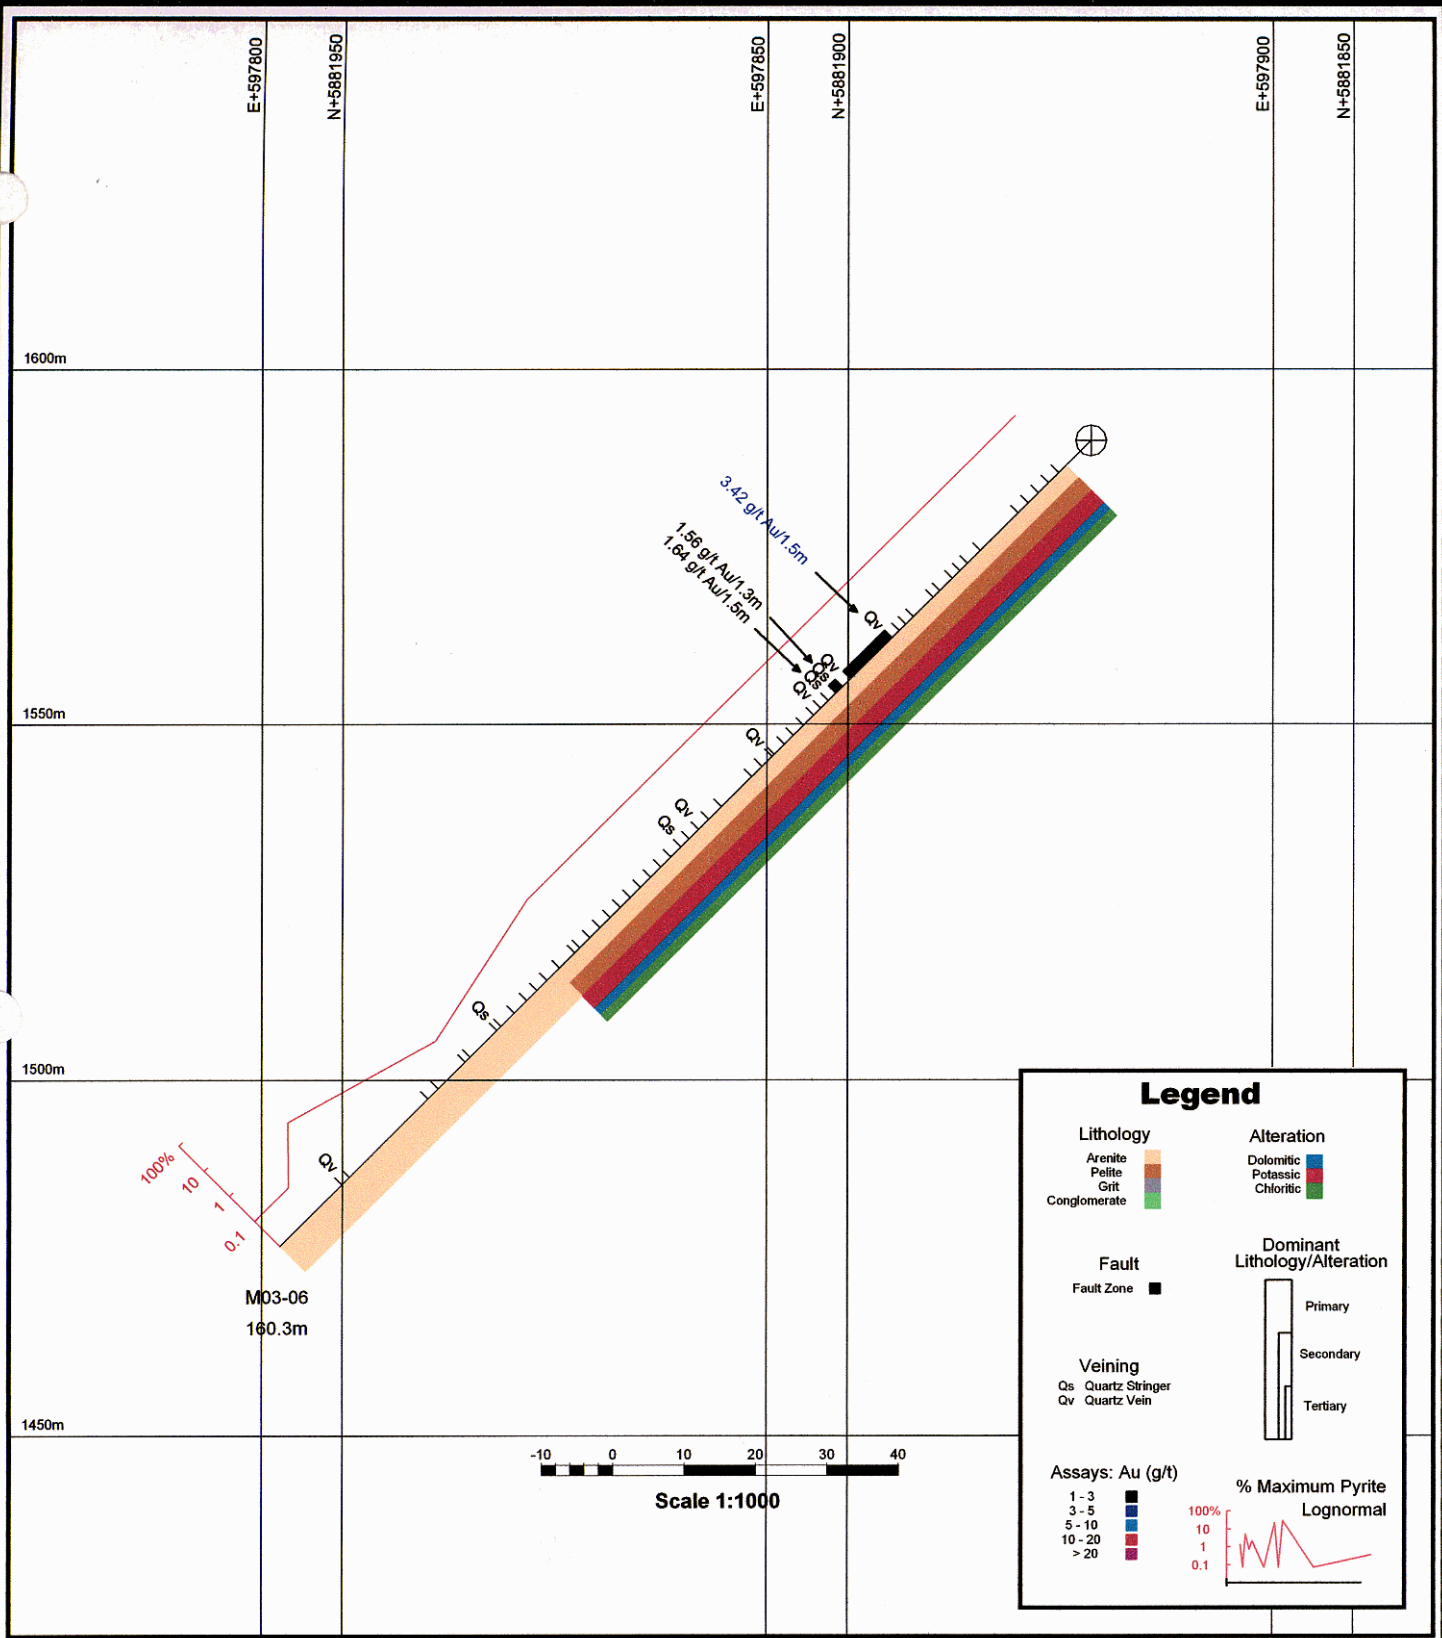 E+597800
N+5881950
E+597850
N+5881900
E+597900
N+5881850
1600m
3.42 g/t Au/1.5m
1.56 g/t Au/1.3m
1.64 g/t Au/1.5m
Qv
Qv
Qs
Qs
Qv
1550m
Qv
Qv
Qs
Qs
1500m
Qv
100%
10
1
0.1
M03-06
160.3m
1450m
-10 0 10 20 30 40
Scale 1:1000
Legend
Lithology
Arenite
Pelite
Grit
Conglomerate
Alteration
Dolomitic
Potassic
Chloritic
Fault
Fault Zone
Dominant
Lithology/Alteration
Primary
Secondary
Tertiary
Veining
Qs Quartz Stringer
Qv Quartz Vein
Assays: Au (g/t)
1 - 3
3 - 5
5 - 10
10 - 20
> 20
% Maximum Pyrite
Lognormal
100%
10
1
0.1